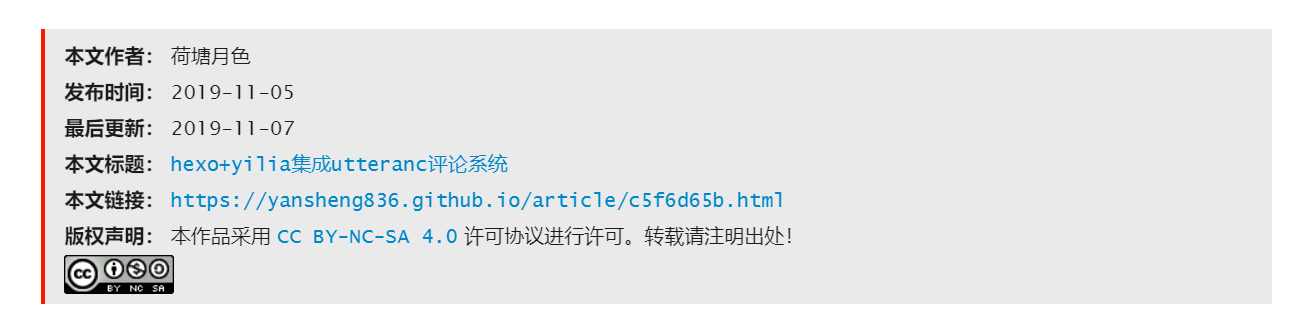 本文作者： 荷塘月色
发布时间： 2019-11-05
最后更新： 2019-11-07
本文标题： hexo+yilia集成utteranc评论系统
本文链接： https://yansheng836.github.io/article/c5f6d65b.html
版权声明： 本作品采用 CC BY-NC-SA 4.0 许可协议进行许可。转载请注明出处！
cc
BY NC SA